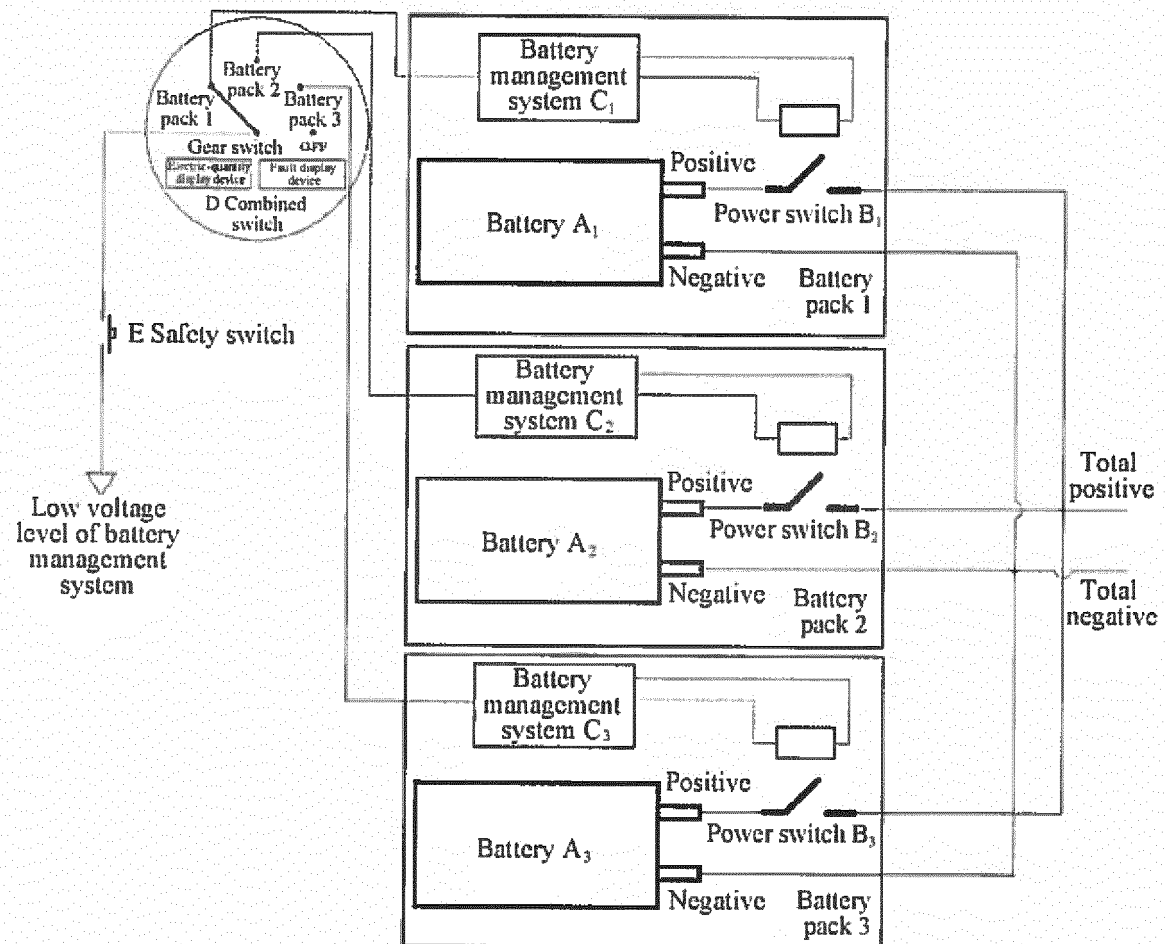 Battery
pack 1
Battery
pack 2
Battery
pack 3
OFF
Gear switch
Electric-quantity
display device
Fault display
device
D Combined
switch
E Safety switch
Low voltage
level of battery
management
system
Battery
management
system C₁
Battery A₁
Positive
Power switch B₁
Negative
Battery
pack 1
Battery
management
system C₂
Battery A₂
Positive
Power switch B₂
Negative
Battery
pack 2
Battery
management
system C₃
Battery A₃
Positive
Power switch B₃
Negative
Battery
pack 3
Total
positive
Total
negative